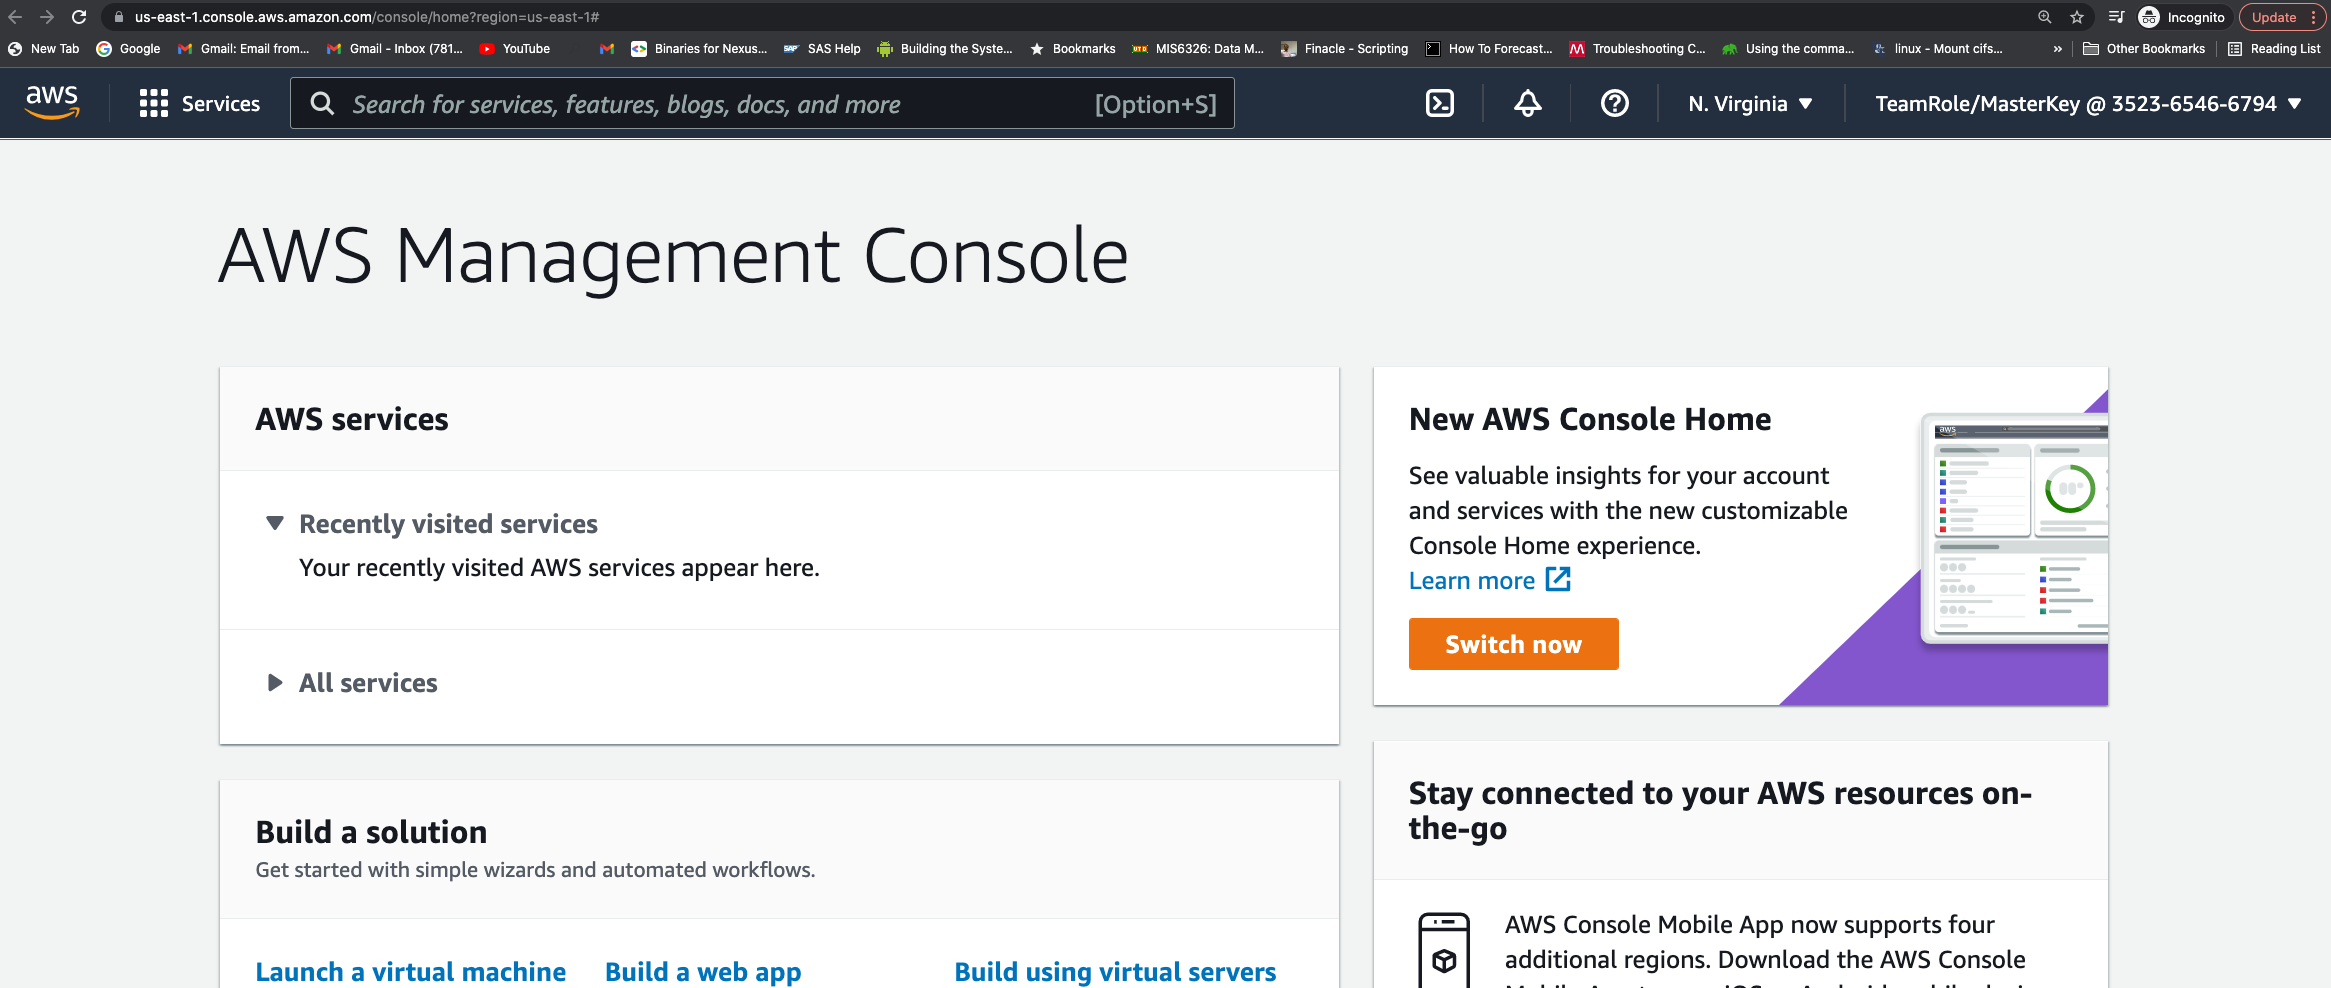 us-east-1.console.aws.amazon.com/console/home?region=us-east-1#
Incognito
Update
New Tab
Google
Gmail: Email from...
Gmail - Inbox (781...
YouTube
Binaries for Nexus...
SAS Help
Building the Syste...
Bookmarks
MIS6326: Data M...
Finacle - Scripting
How To Forecast...
Troubleshooting C...
Using the comma...
linux - Mount cifs...
»
Other Bookmarks
Reading List
aws
Services
Search for services, features, blogs, docs, and more
[Option+S]
N. Virginia
TeamRole/MasterKey @ 3523-6546-6794
AWS Management Console
AWS services
Recently visited services
Your recently visited AWS services appear here.
All services
Build a solution
Get started with simple wizards and automated workflows.
Launch a virtual machine
Build a web app
Build using virtual servers
New AWS Console Home
See valuable insights for your account
and services with the new customizable
Console Home experience.
Learn more
Switch now
aws
Stay connected to your AWS resources on-
the-go
AWS Console Mobile App now supports four
additional regions. Download the AWS Console